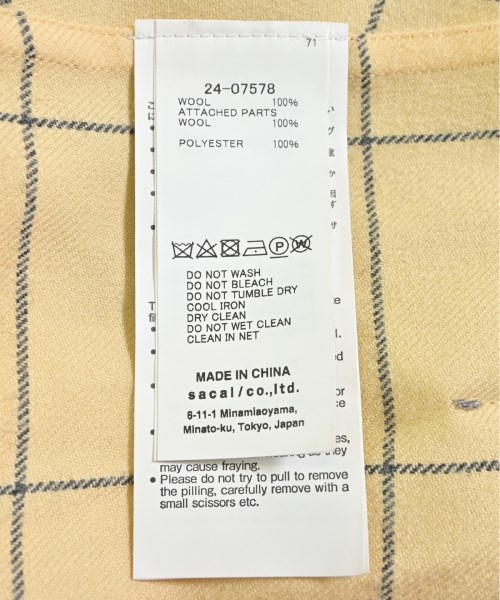 71
24-07578
WOOL 100%
ATTACHED PARTS
WOOL 100%
POLYESTER 100%
P W
DO NOT WASH
DO NOT BLEACH
DO NOT TUMBLE DRY
COOL IRON
DRY CLEAN
DO NOT WET CLEAN
CLEAN IN NET
MADE IN CHINA
sacai/co.,ltd.
6-11-1 Minamiaoyama,
Minato-ku, Tokyo, Japan
may cause fraying.
• Please do not try to pull to remove
the pilling, carefully remove with a
small scissors etc.